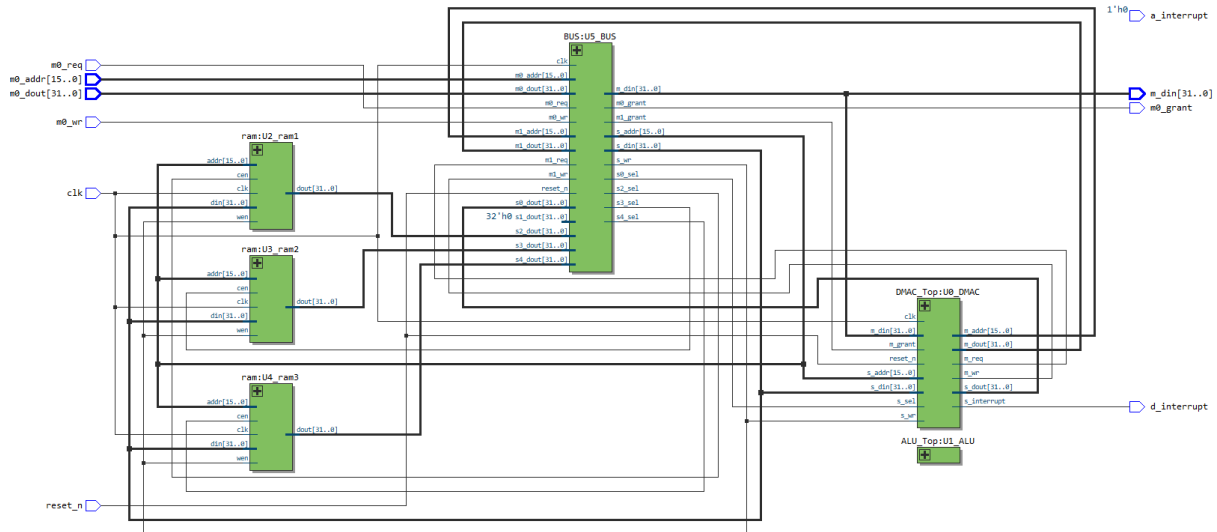 1'h0
a_interrupt
m0_req
m0_addr[15..0]
m0_dout[31..0]
m0_wr
clk
reset_n
BUS:U5_BUS
clk
m0_addr[15..0]
m0_dout[31..0]
m0_req
m0_wr
m1_addr[15..0]
m1_dout[31..0]
m1_req
m1_wr
reset_n
s0_dout[31..0]
32'h0
s1_dout[31..0]
s2_dout[31..0]
s3_dout[31..0]
s4_dout[31..0]
m_din[31..0]
m0_grant
m1_grant
s_addr[15..0]
s_din[31..0]
s_wr
s0_sel
s2_sel
s3_sel
s4_sel
m_din[31..0]
m0_grant
ram:U2_ram1
addr[15..0]
cen
clk
din[31..0]
wen
dout[31..0]
ram:U3_ram2
addr[15..0]
cen
clk
din[31..0]
wen
dout[31..0]
ram:U4_ram3
addr[15..0]
cen
clk
din[31..0]
wen
dout[31..0]
DMAC_Top:U0_DMAC
clk
m_din[31..0]
m_grant
reset_n
s_addr[15..0]
s_din[31..0]
s_sel
s_wr
m_addr[15..0]
m_dout[31..0]
m_req
m_wr
s_dout[31..0]
s_interrupt
d_interrupt
ALU_Top:U1_ALU